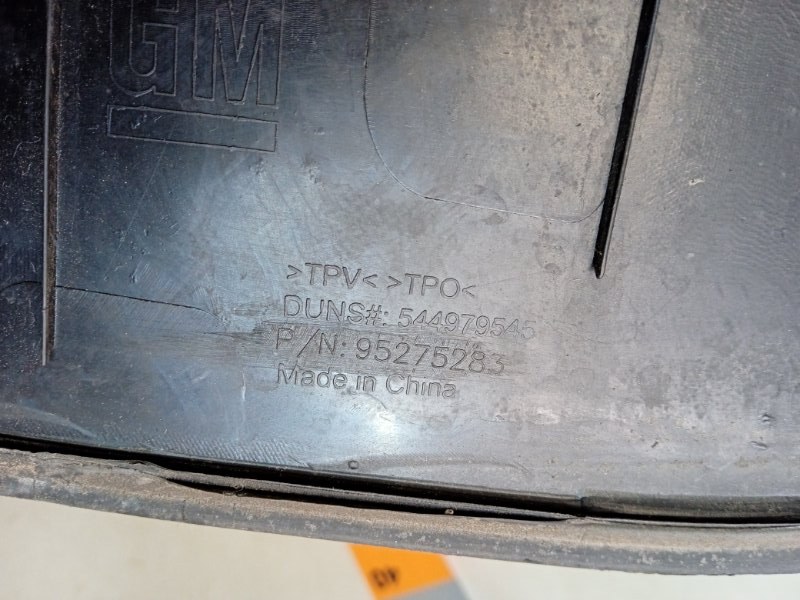 GM
>TPV< >TPO<
DUNS#: 544979545
P/N: 95275283
Made in China